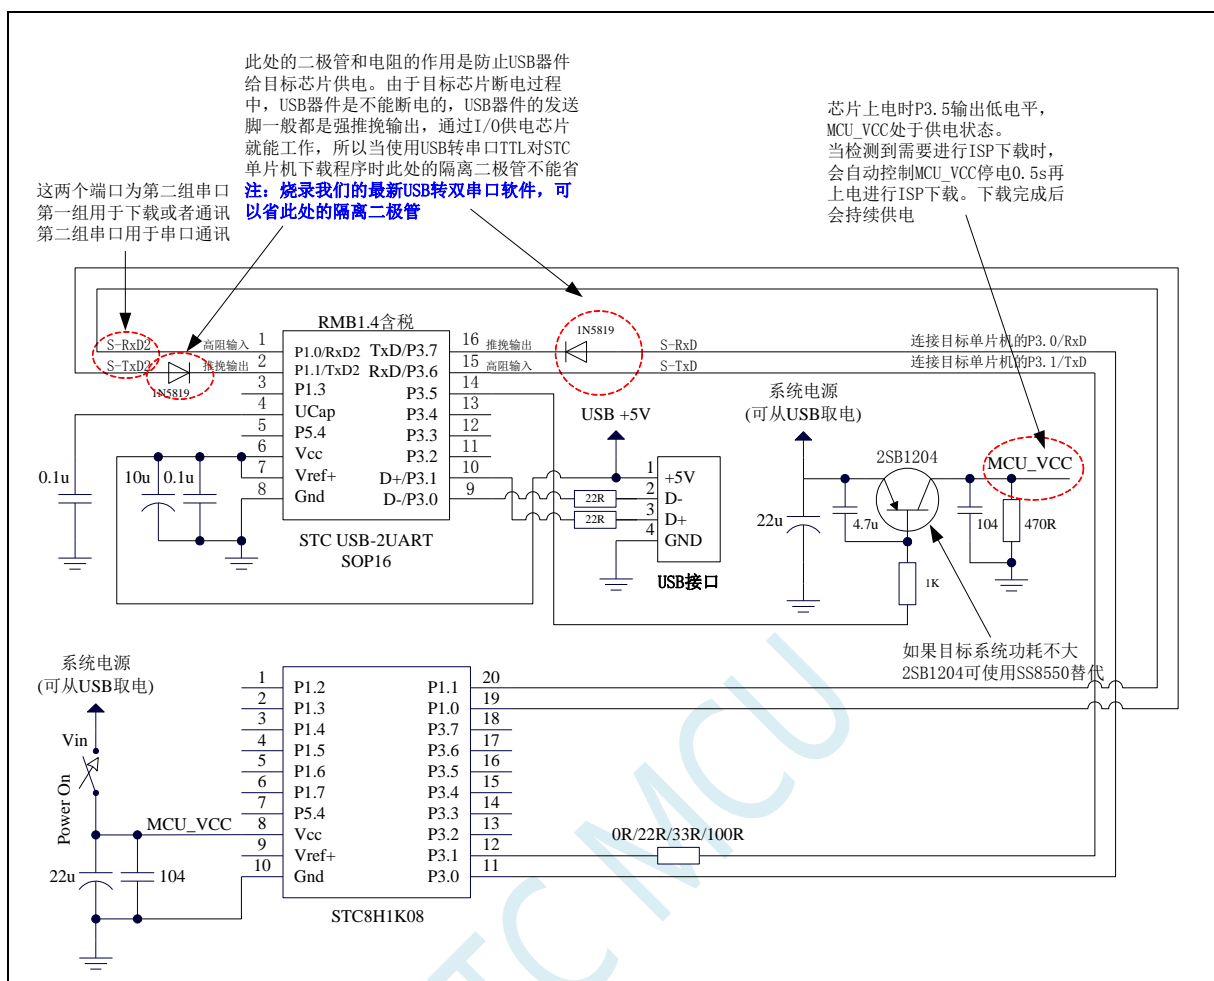 此处的二极管和电阻的作用是防止USB器件
给目标芯片供电。由于目标芯片断电过程
中，USB器件是不能断电的，USB器件的发送
脚一般都是强推挽输出，通过I/O供电芯片
就能工作，所以当使用USB转串口TTL对STC
单片机下载程序时此处的隔离二极管不能省
注：烧录我们的最新USB转双串口软件，可
以省此处的隔离二极管
这两个端口为第二组串口
第一组用于下载或者通讯
第二组串口用于串口通讯
芯片上电时P3.5输出低电平，
MCU_VCC处于供电状态。
当检测到需要进行ISP下载时，
会自动控制MCU_VCC停电0.5s再
上电进行ISP下载。下载完成后
会持续供电
RMB1.4含税
S-RxD2
高阻输入
1
P1.0/RxD2
TxD/P3.7
16
推挽输出
1N5819
S-RxD
连接目标单片机的P3.0/RxD
S-TxD2
1N5819
推挽输出
2
P1.1/TxD2
RxD/P3.6
15
高阻输入
S-TxD
连接目标单片机的P3.1/TxD
3
P1.3
P3.5
14
4
UCap
P3.4
13
5
P5.4
P3.3
12
6
Vcc
P3.2
11
7
Vref+
D+/P3.1
10
8
Gnd
D-/P3.0
9
0.1u
10u
0.1u
STC USB-2UART
SOP16
USB +5V
22R
22R
1
+5V
2
D-
3
D+
4
GND
USB接口
系统电源
(可从USB取电)
2SB1204
MCU_VCC
22u
4.7u
104
470R
1K
如果目标系统功耗不大
2SB1204可使用SS8550替代
系统电源
(可从USB取电)
Vin
Power On
MCU_VCC
22u
104
1
P1.2
P1.1
20
2
P1.3
P1.0
19
3
P1.4
P3.7
18
4
P1.5
P3.6
17
5
P1.6
P3.5
16
6
P1.7
P3.4
15
7
P5.4
P3.3
14
8
Vcc
P3.2
13
9
Vref+
P3.1
12
10
Gnd
P3.0
11
0R/22R/33R/100R
STC8H1K08
STC MCU